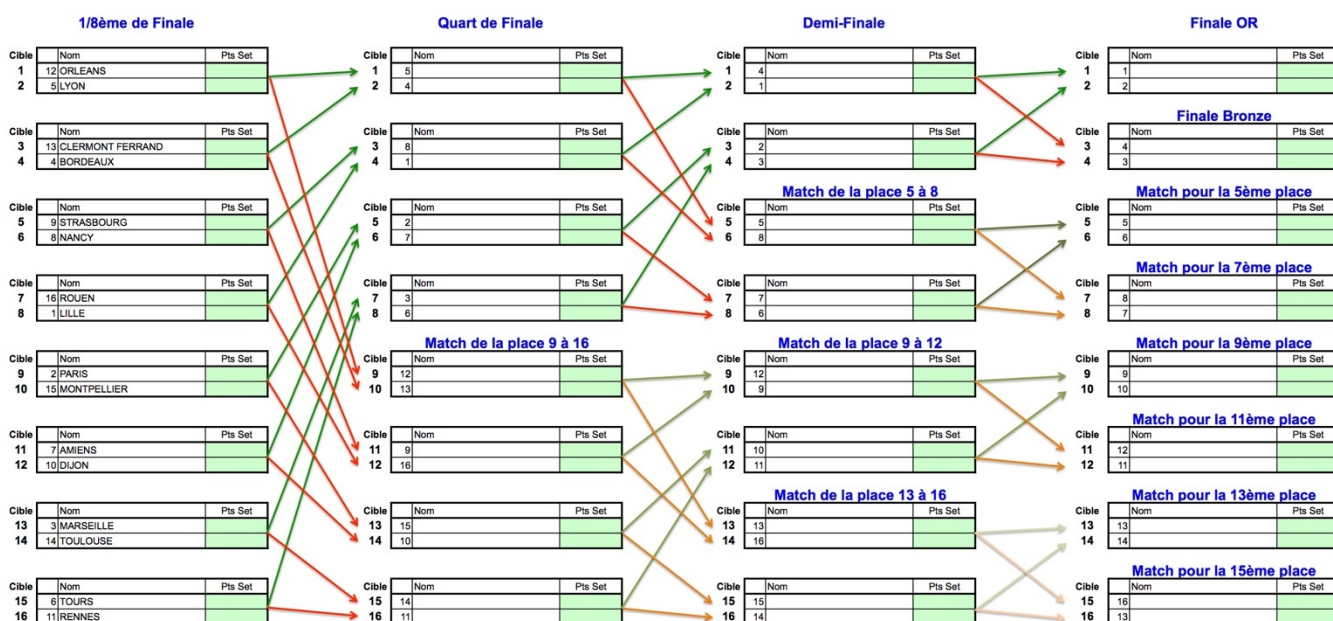 1/8ème de Finale Quart de Finale Demi-Finale Finale OR
Cible Nom Pts Set Cible Nom Pts Set Cible Nom Pts Set Cible Nom Pts Set
1 12 ORLEANS 1 5 1 4 1 1
2 5 LYON 2 4 2 1 2 2
Finale Bronze
Cible Nom Pts Set Cible Nom Pts Set Cible Nom Pts Set Cible Nom Pts Set
3 13 CLERMONT FERRAND 3 8 3 2 3 4
4 4 BORDEAUX 4 1 4 3 4 3
Match de la place 5 à 8 Match pour la 5ème place
Cible Nom Pts Set Cible Nom Pts Set Cible Nom Pts Set Cible Nom Pts Set
5 9 STRASBOURG 5 2 5 5 5 5
6 8 NANCY 6 7 6 8 6 6
Match pour la 7ème place
Cible Nom Pts Set Cible Nom Pts Set Cible Nom Pts Set Cible Nom Pts Set
7 16 ROUEN 7 3 7 7 7 8
8 1 LILLE 8 6 8 6 8 7
Match de la place 9 à 16 Match de la place 9 à 12 Match pour la 9ème place
Cible Nom Pts Set Cible Nom Pts Set Cible Nom Pts Set Cible Nom Pts Set
9 2 PARIS 9 12 9 12 9 9
10 15 MONTPELLIER 10 13 10 9 10 10
Match pour la 11ème place
Cible Nom Pts Set Cible Nom Pts Set Cible Nom Pts Set Cible Nom Pts Set
11 7 AMIENS 11 9 11 10 11 12
12 10 DIJON 12 16 12 11 12 11
Match de la place 13 à 16 Match pour la 13ème place
Cible Nom Pts Set Cible Nom Pts Set Cible Nom Pts Set Cible Nom Pts Set
13 3 MARSEILLE 13 15 13 13 13 13
14 14 TOULOUSE 14 10 14 16 14 14
Match pour la 15ème place
Cible Nom Pts Set Cible Nom Pts Set Cible Nom Pts Set Cible Nom Pts Set
15 6 TOURS 15 14 15 15 15 16
16 11 RENNES 16 11 16 14 16 13